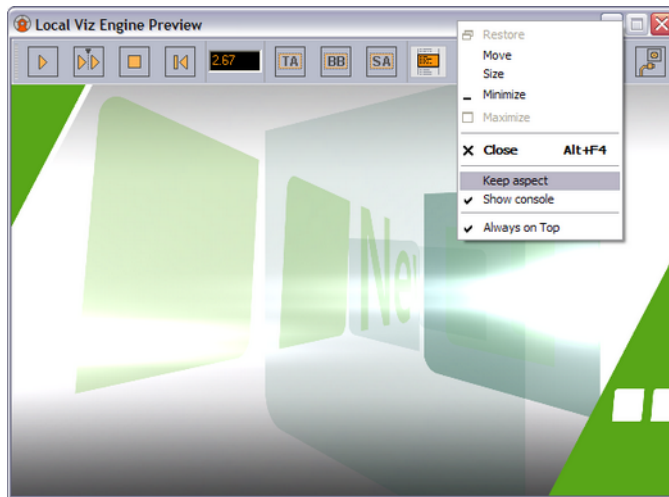 Local Viz Engine Preview
2.67
TA BB SA
Restore
Move
Size
Minimize
Maximize
Close Alt+F4
Keep aspect
Show console
Always on Top
Ne